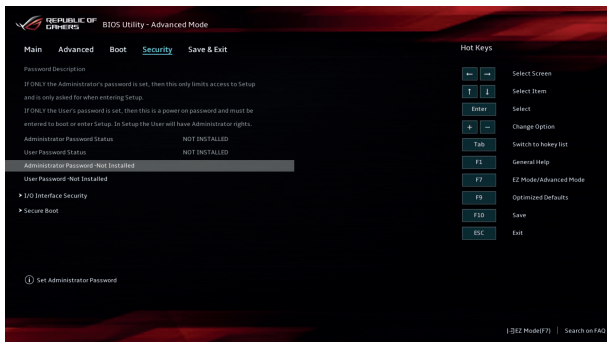 REPUBLIC OF
GAMERS
BIOS Utility - Advanced Mode
Main Advanced Boot Security Save & Exit
Password Description
If ONLY the Administrator's password is set, then this only limits access to Setup
and is only asked for when entering Setup.
If ONLY the User's password is set, then this is a power on password and must be
entered to boot or enter Setup. In Setup the User will have Administrator rights.
Administrator Password Status NOT INSTALLED
User Password Status NOT INSTALLED
Administrator Password -Not Installed
User Password -Not Installed
> I/O Interface Security
> Secure Boot
Set Administrator Password
Hot Keys
← → Select Screen
↑ ↓ Select Item
Enter Select
+ − Change Option
Tab Switch to hokey list
F1 General Help
F7 EZ Mode/Advanced Mode
F9 Optimized Defaults
F10 Save
ESC Exit
EZ Mode(F7) | Search on FAQ